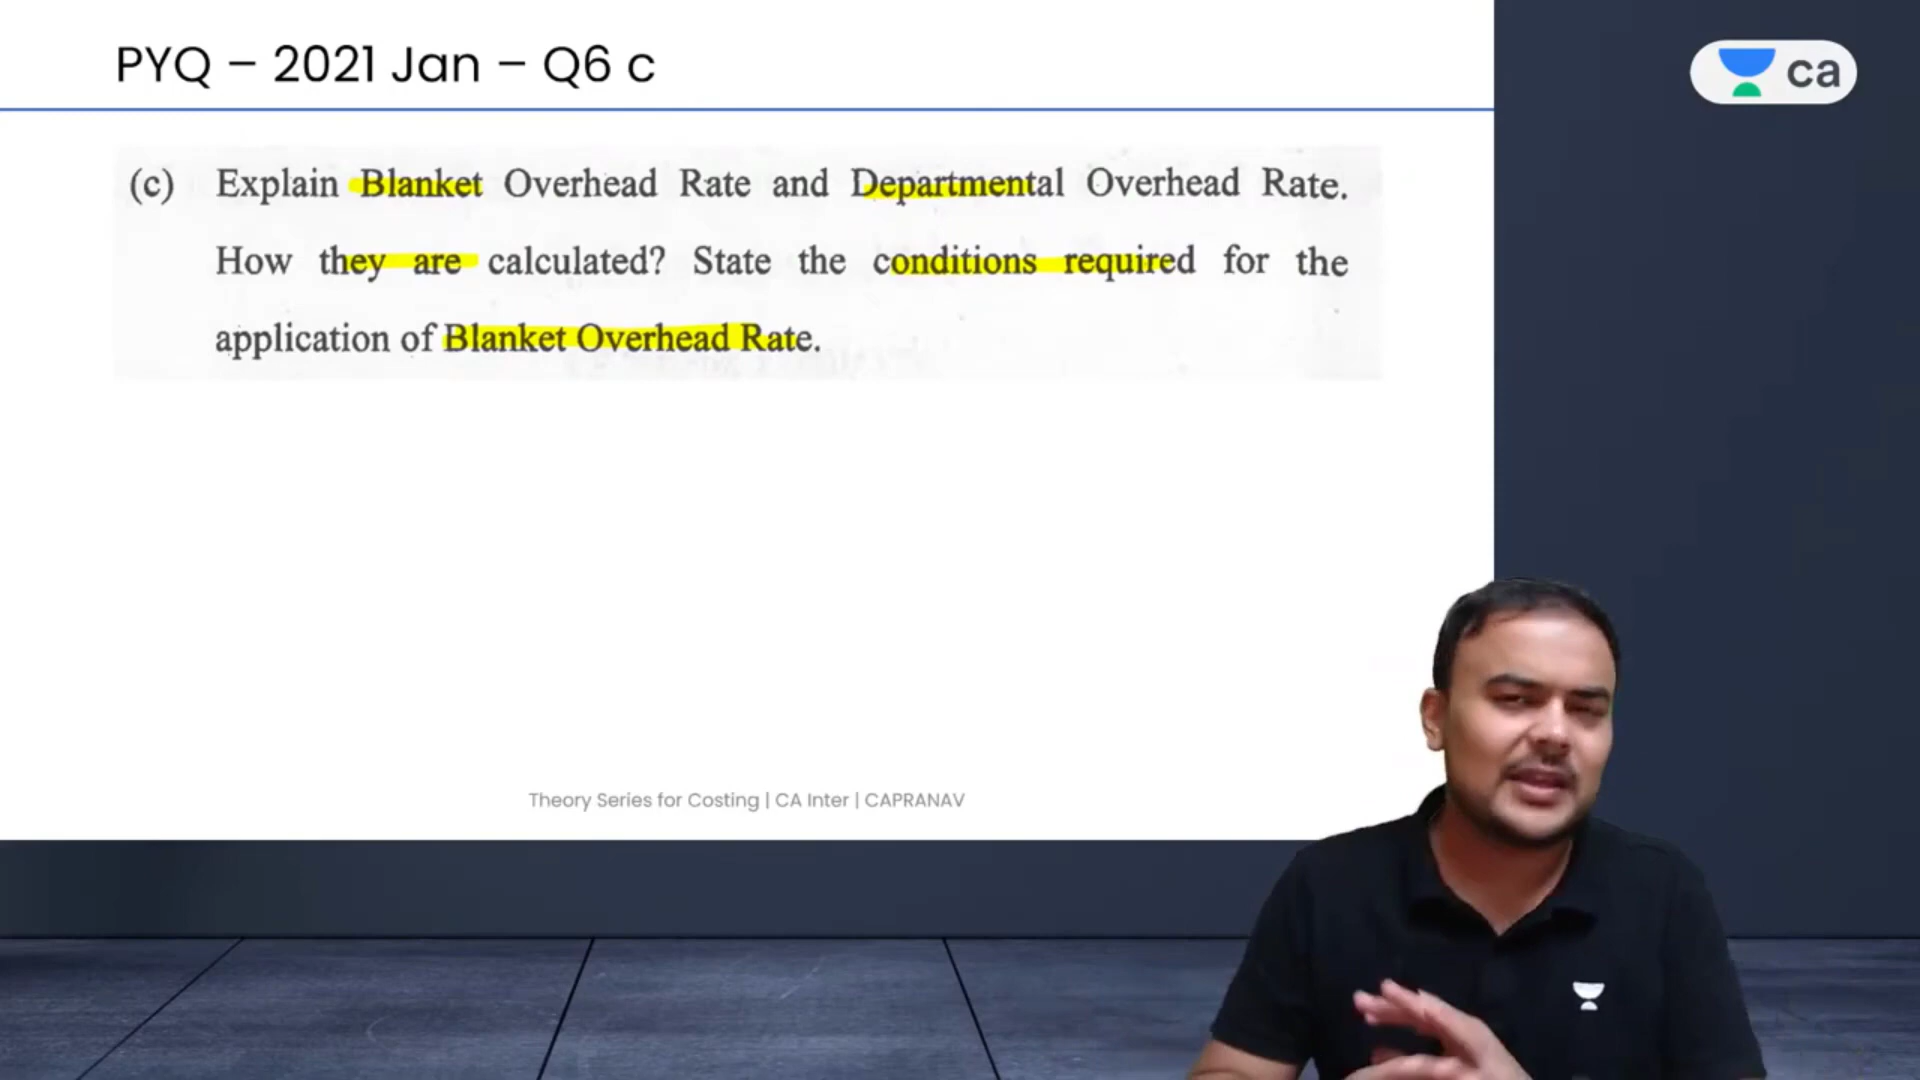 PYQ – 2021 Jan – Q6 c
ca
(c) Explain Blanket Overhead Rate and Departmental Overhead Rate.
How they are calculated? State the conditions required for the
application of Blanket Overhead Rate.
Theory Series for Costing | CA Inter | CAPRANAV